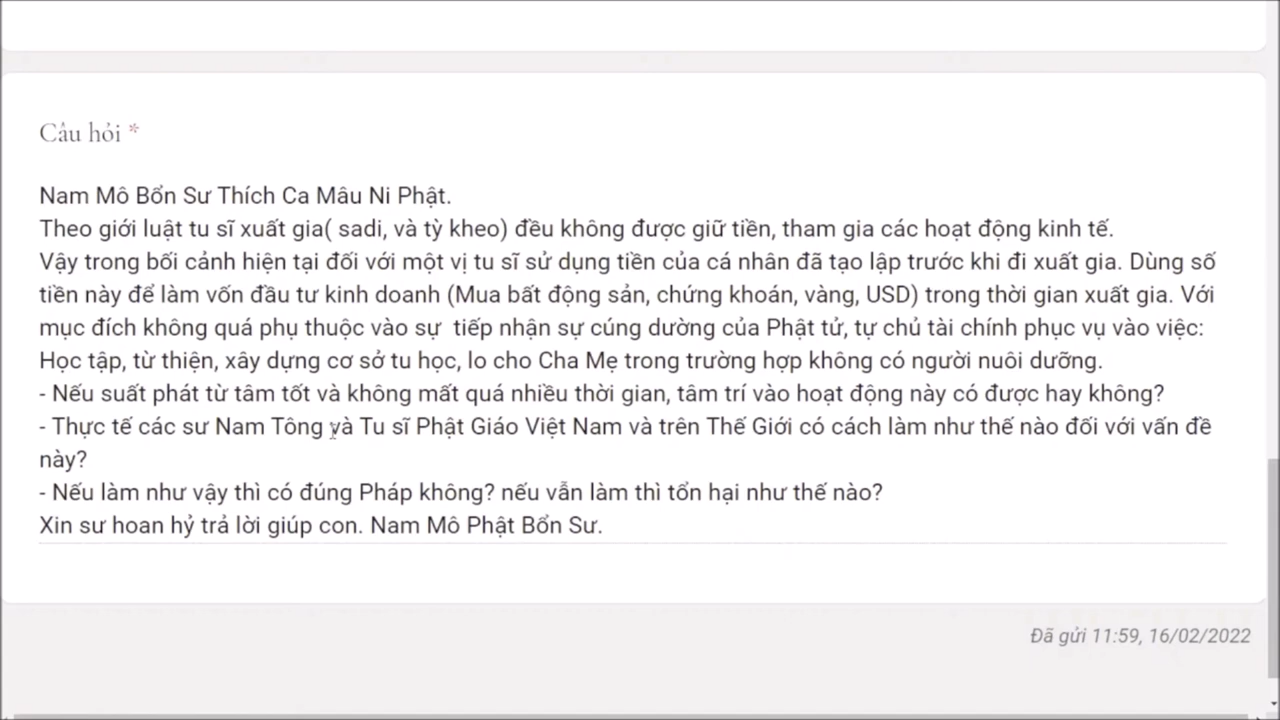 Câu hỏi *
Nam Mô Bổn Sư Thích Ca Mâu Ni Phật.
Theo giới luật tu sĩ xuất gia( sadi, và tỳ kheo) đều không được giữ tiền, tham gia các hoạt động kinh tế.
Vậy trong bối cảnh hiện tại đối với một vị tu sĩ sử dụng tiền của cá nhân đã tạo lập trước khi đi xuất gia. Dùng số
tiền này để làm vốn đầu tư kinh doanh (Mua bất động sản, chứng khoán, vàng, USD) trong thời gian xuất gia. Với
mục đích không quá phụ thuộc vào sự  tiếp nhận sự cúng dường của Phật tử, tự chủ tài chính phục vụ vào việc:
Học tập, từ thiện, xây dựng cơ sở tu học, lo cho Cha Mẹ trong trường hợp không có người nuôi dưỡng.
- Nếu suất phát từ tâm tốt và không mất quá nhiều thời gian, tâm trí vào hoạt động này có được hay không?
- Thực tế các sư Nam Tông và Tu sĩ Phật Giáo Việt Nam và trên Thế Giới có cách làm như thế nào đối với vấn đề
này?
- Nếu làm như vậy thì có đúng Pháp không? nếu vẫn làm thì tổn hại như thế nào?
Xin sư hoan hỷ trả lời giúp con. Nam Mô Phật Bổn Sư.
Đã gửi 11:59, 16/02/2022